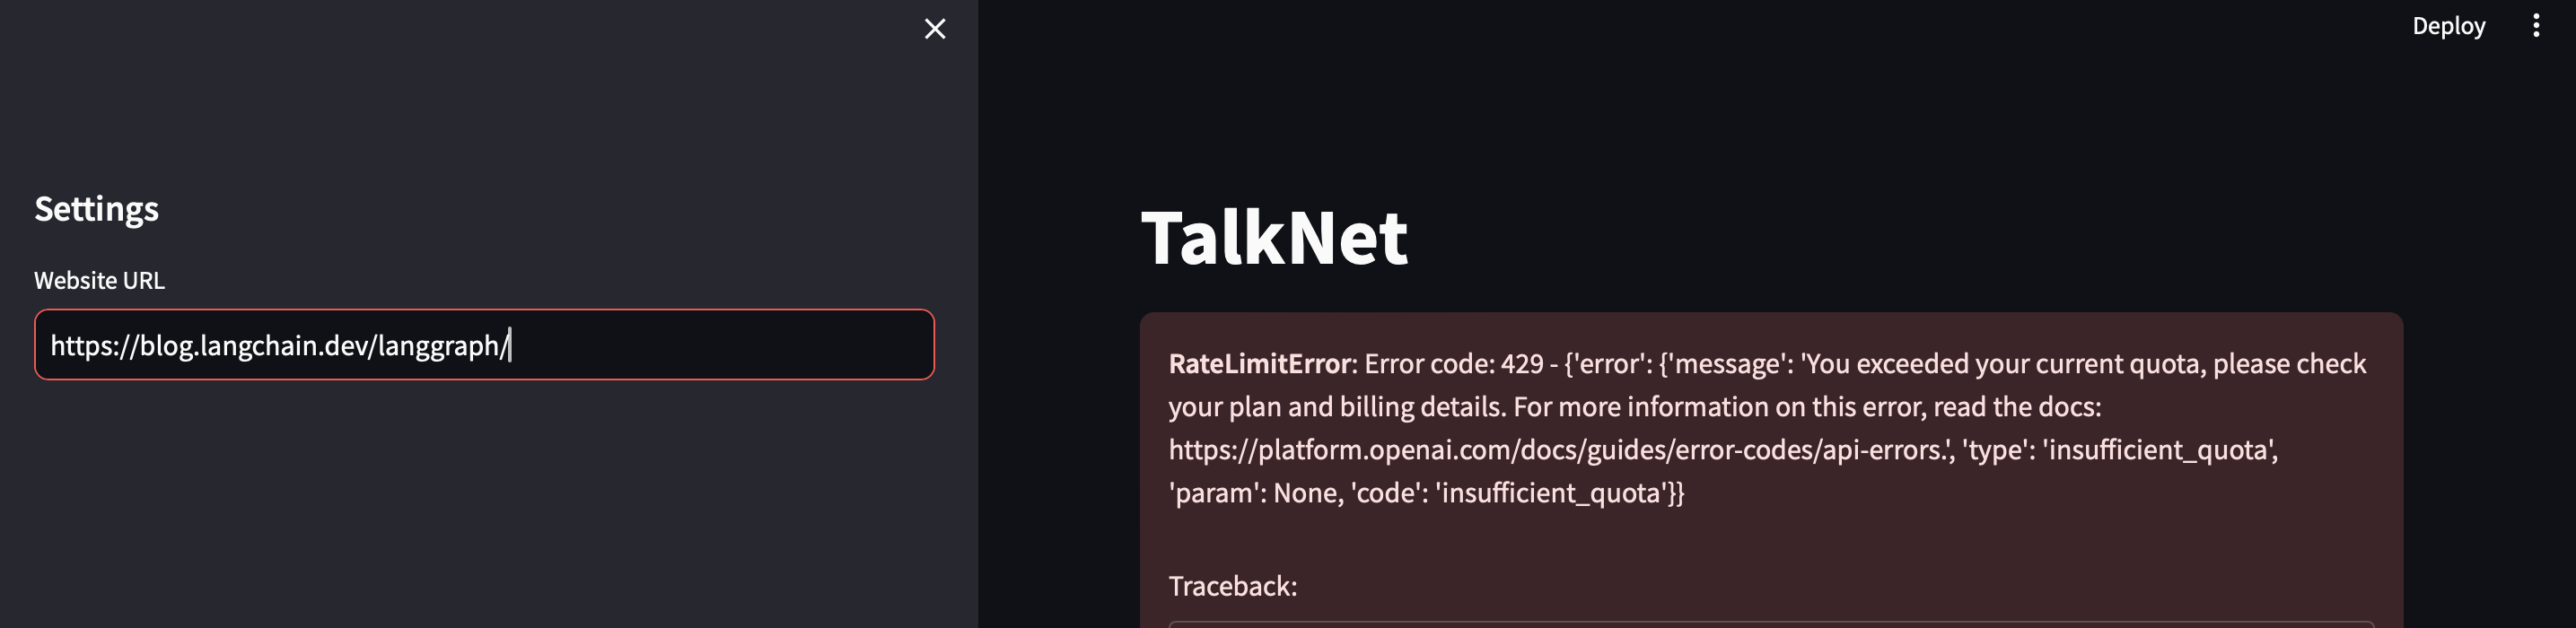 Deploy
Settings
Website URL
https://blog.langchain.dev/langgraph/
TalkNet
RateLimitError: Error code: 429 - {'error': {'message': 'You exceeded your current quota, please check
your plan and billing details. For more information on this error, read the docs:
https://platform.openai.com/docs/guides/error-codes/api-errors.', 'type': 'insufficient_quota',
'param': None, 'code': 'insufficient_quota'}}
Traceback: